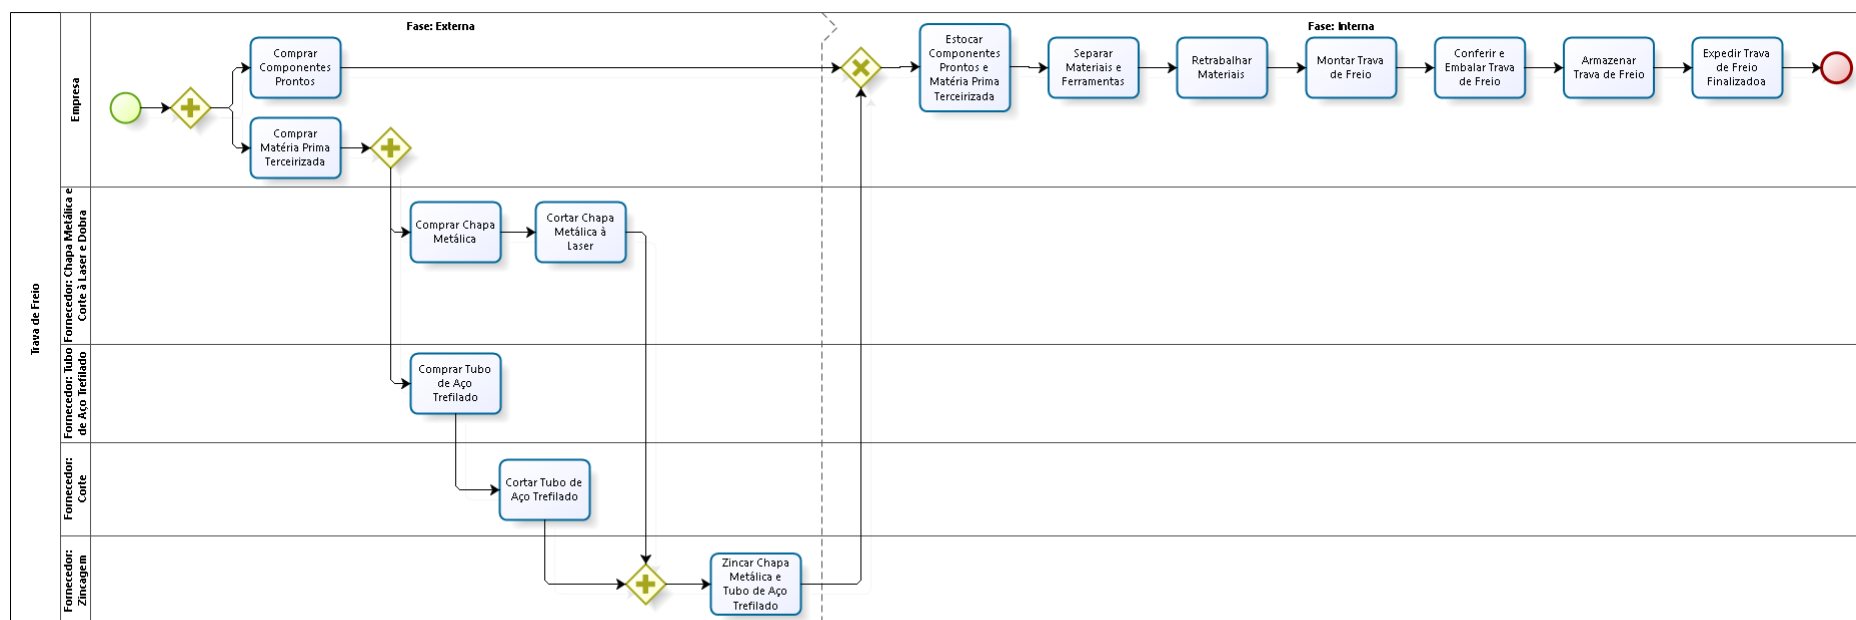 Trava de Freio
Fase: Externa
Fase: Interna
Empresa
Comprar
Componentes
Prontos
Comprar
Matéria Prima
Terceirizada
Estocar
Componentes
Prontos e
Matéria Prima
Terceirizada
Separar
Materiais e
Ferramentas
Retrabalhar
Materiais
Montar Trava
de Freio
Conferir e
Embalar Trava
de Freio
Armazenar
Trava de Freio
Expedir Trava
de Freio
Finalizadoa
Fornecedor: Chapa Metálica e
Corte à Laser e Dobra
Comprar Chapa
Metálica
Cortar Chapa
Metálica à
Laser
Fornecedor: Tubo
de Aço Trefilado
Comprar Tubo
de Aço
Trefilado
Fornecedor:
Corte
Cortar Tubo de
Aço Trefilado
Fornecedor:
Zincagem
Zincar Chapa
Metálica e
Tubo de Aço
Trefilado